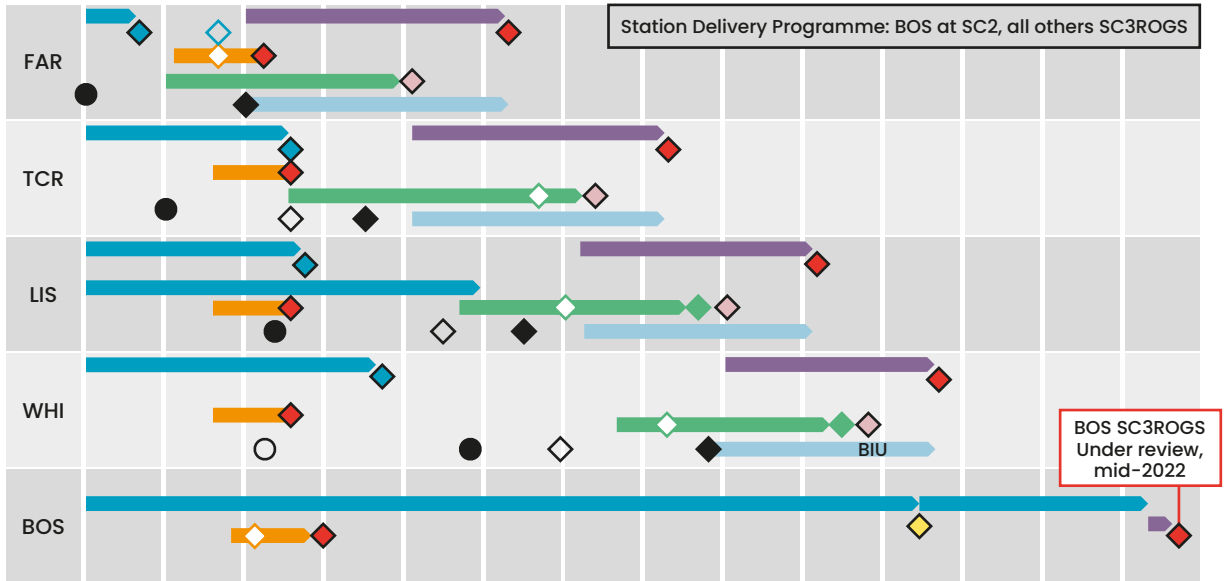 Station Delivery Programme: BOS at SC2, all others SC3ROGS
FAR
TCR
LIS
WHI
BIU
BOS SC3ROGS
Under review,
mid-2022
BOS